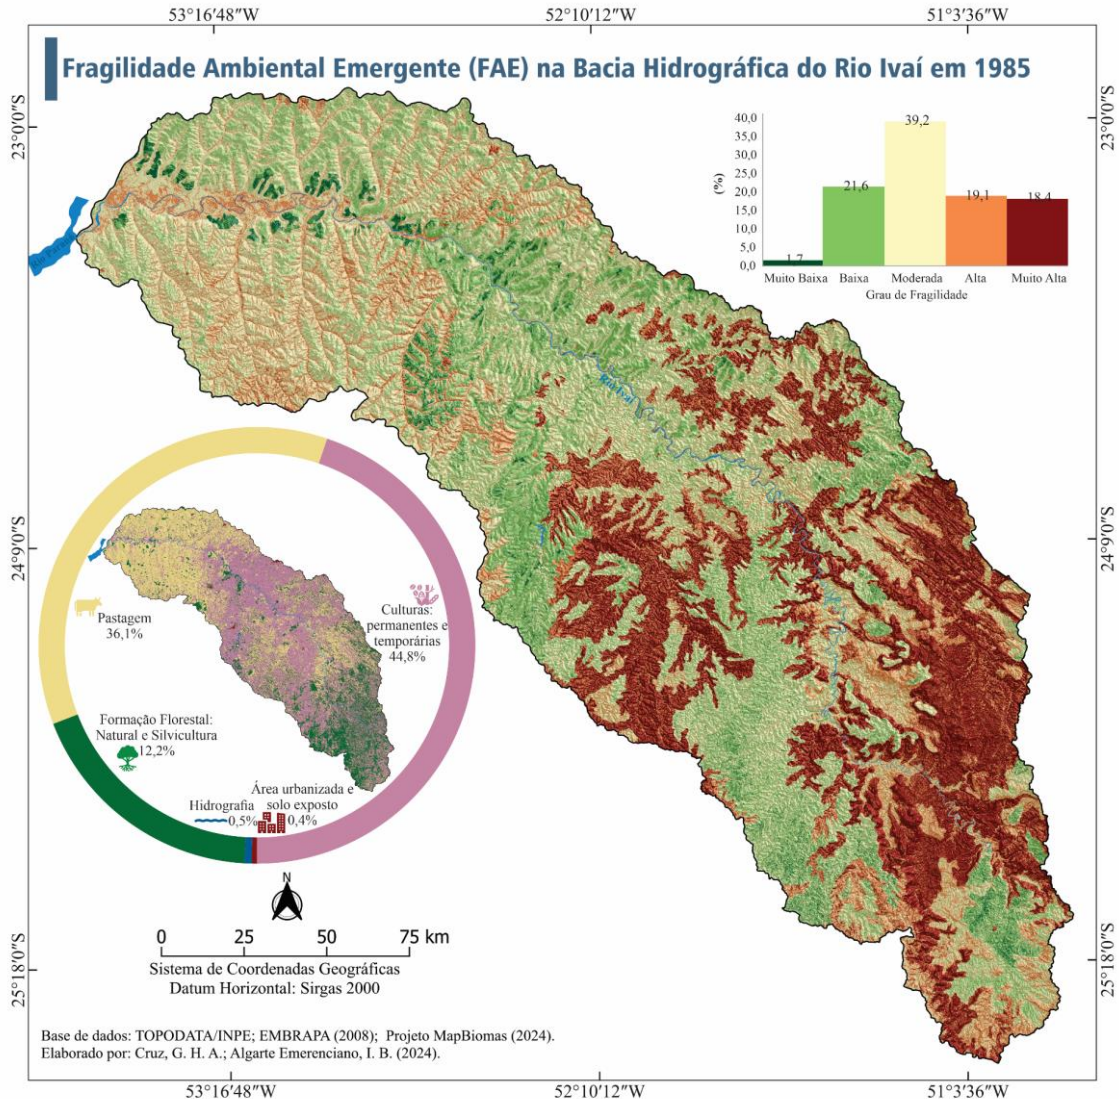 53°16'48"W
52°10'12"W
51°3'36"W
Fragilidade Ambiental Emergente (FAE) na Bacia Hidrográfica do Rio Ivaí em 1985
23°0'0"S
23°0'0"S
(%)
40,0
35,0
30,0
25,0
20,0
15,0
10,0
5,0
0,0
1,7
21,6
39,2
19,1
18,4
Muito Baixa
Baixa
Moderada
Alta
Muito Alta
Grau de Fragilidade
Rio Paraná
Rio Ivaí
24°9'0"S
24°9'0"S
Pastagem
36,1%
Culturas:
permanentes e
temporárias
44,8%
Formação Florestal:
Natural e Silvicultura
12,2%
Hidrografia
0,5%
Área urbanizada e
solo exposto
0,4%
N
0 25 50 75 km
Sistema de Coordenadas Geográficas
Datum Horizontal: Sirgas 2000
25°18'0"S
25°18'0"S
Base de dados: TOPODATA/INPE; EMBRAPA (2008); Projeto MapBiomas (2024).
Elaborado por: Cruz, G. H. A.; Algarte Emerenciano, I. B. (2024).
53°16'48"W
52°10'12"W
51°3'36"W